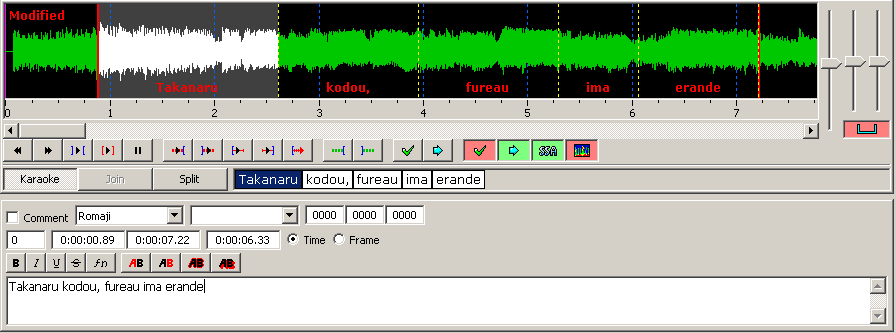 Modified
Takanaru kodou, fureau ima erande
0 1 2 3 4 5 6 7
SSA
Karaoke Join Split Takanaru kodou, fureau ima erande
Comment Romaji 0000 0000 0000
0 0:00:00.89 0:00:07.22 0:00:06.33 Time Frame
B I U S fn AB AB AB AB
Takanaru kodou, fureau ima erande